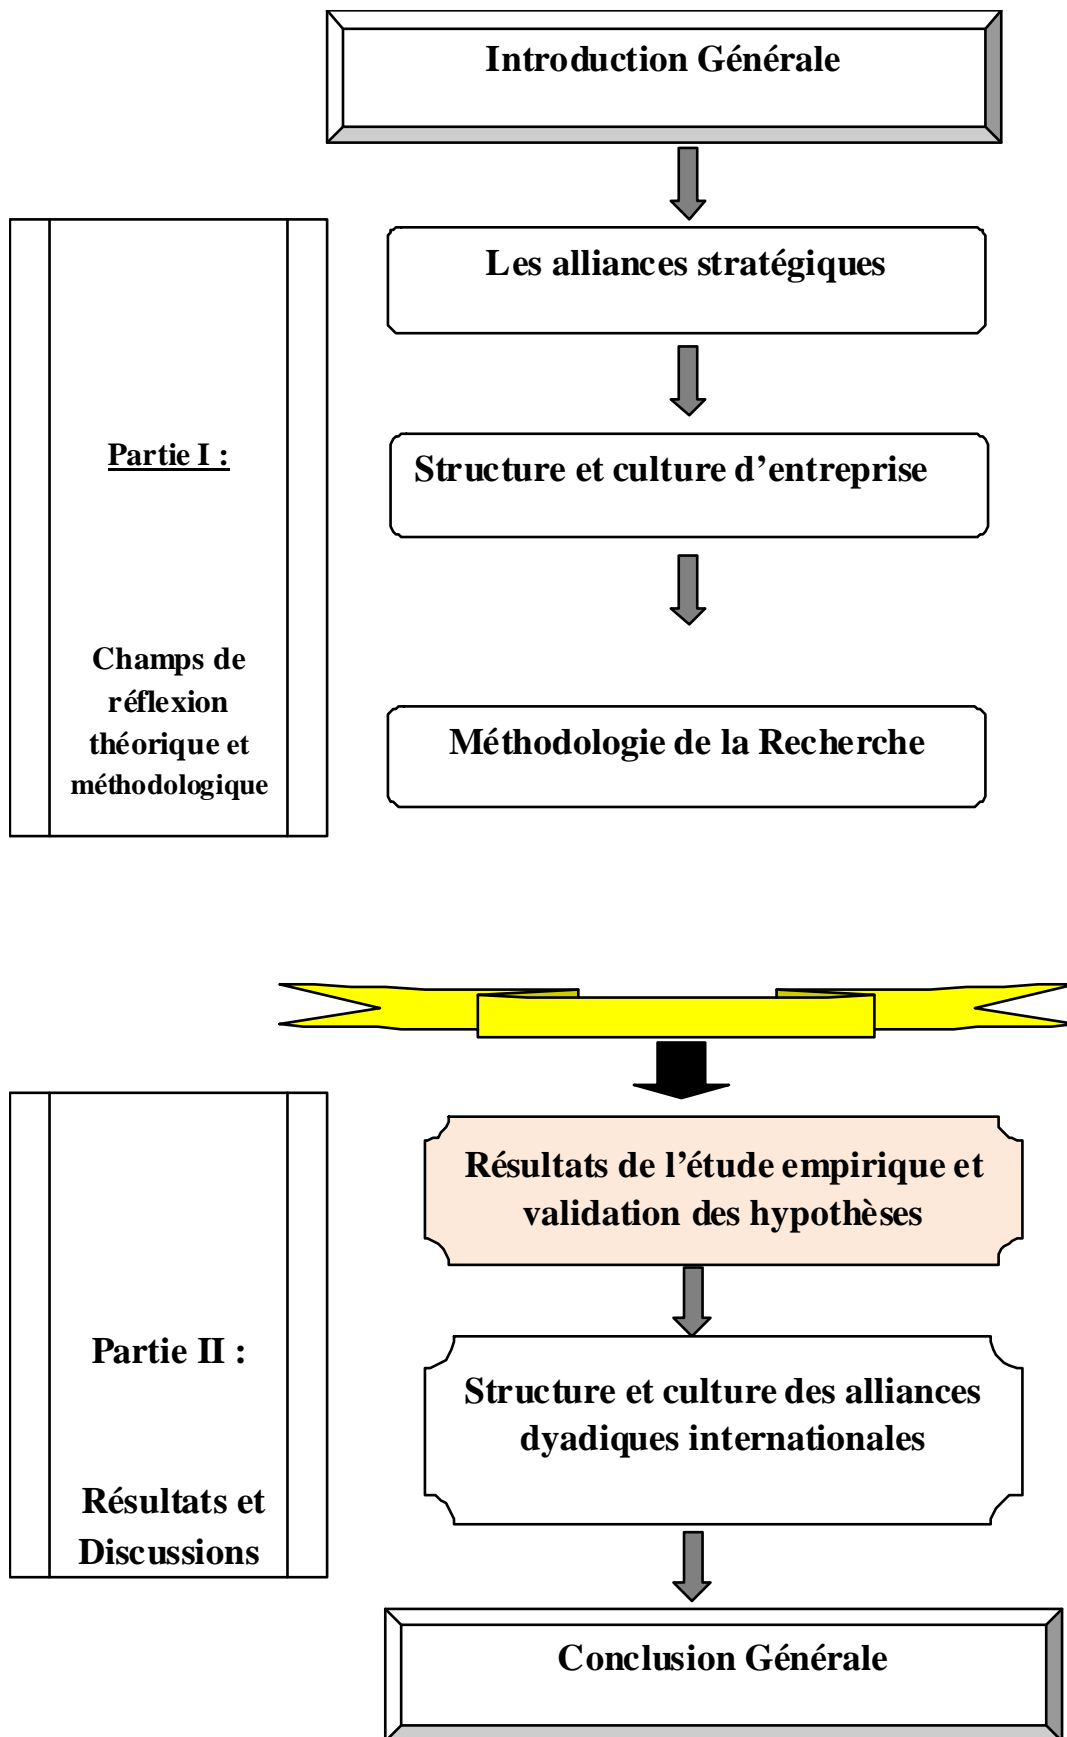 Introduction Générale
Les alliances stratégiques
Partie I :
Structure et culture d’entreprise
Champs de
réflexion
théorique et
méthodologique
Méthodologie de la Recherche
Résultats de l’étude empirique et
validation des hypothèses
Partie II :
Structure et culture des alliances
dyadiques internationales
Résultats et
Discussions
Conclusion Générale